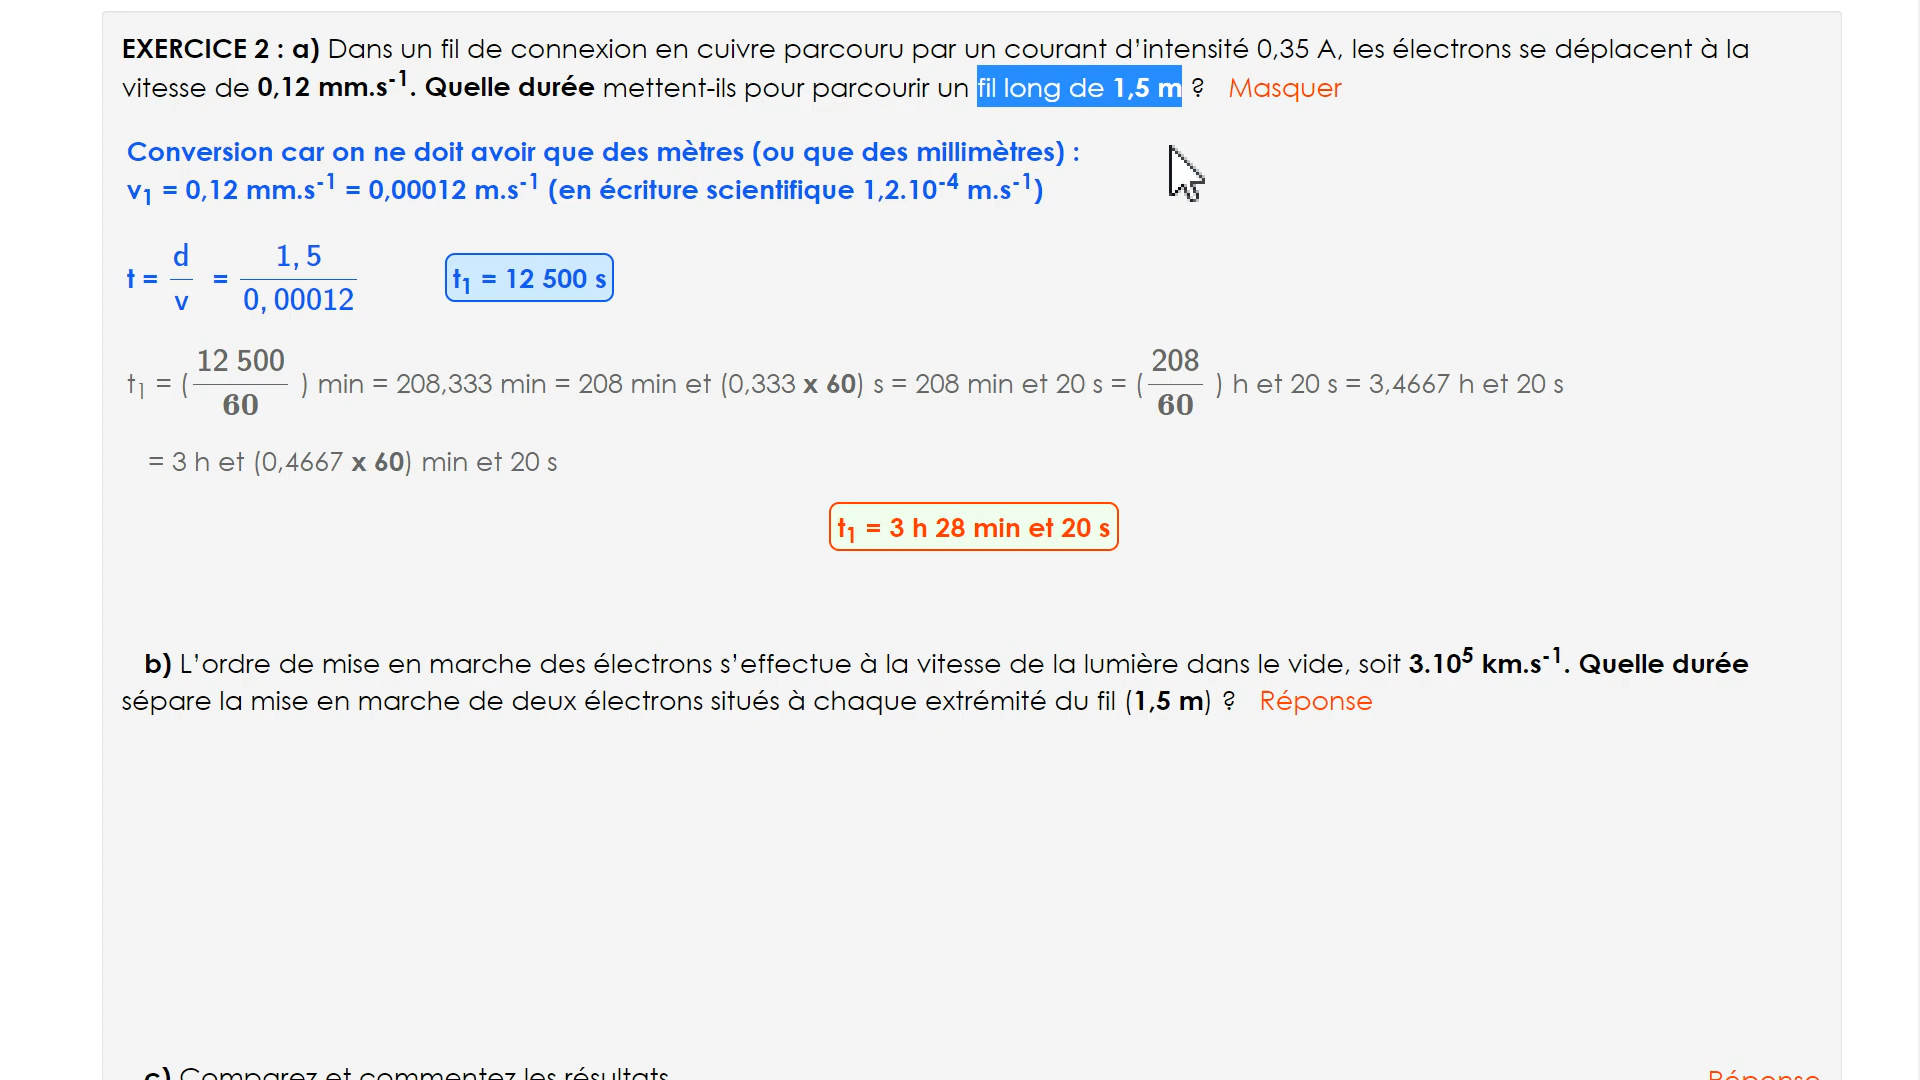 EXERCICE 2 : a) Dans un fil de connexion en cuivre parcouru par un courant d’intensité 0,35 A, les électrons se déplacent à la
vitesse de 0,12 mm.s⁻¹. Quelle durée mettent-ils pour parcourir un fil long de 1,5 m ? Masquer
Conversion car on ne doit avoir que des mètres (ou que des millimètres) :
v₁ = 0,12 mm.s⁻¹ = 0,00012 m.s⁻¹ (en écriture scientifique 1,2.10⁻⁴ m.s⁻¹)
t = d/v = 1,5/0,00012 t₁ = 12 500 s
t₁ = (12 500/60) min = 208,333 min = 208 min et (0,333 x 60) s = 208 min et 20 s = (208/60) h et 20 s = 3,4667 h et 20 s
= 3 h et (0,4667 x 60) min et 20 s
t₁ = 3 h 28 min et 20 s
b) L’ordre de mise en marche des électrons s’effectue à la vitesse de la lumière dans le vide, soit 3.10⁵ km.s⁻¹. Quelle durée
sépare la mise en marche de deux électrons situés à chaque extrémité du fil (1,5 m) ? Réponse
c) Comparez et commentez les résultats. Réponse